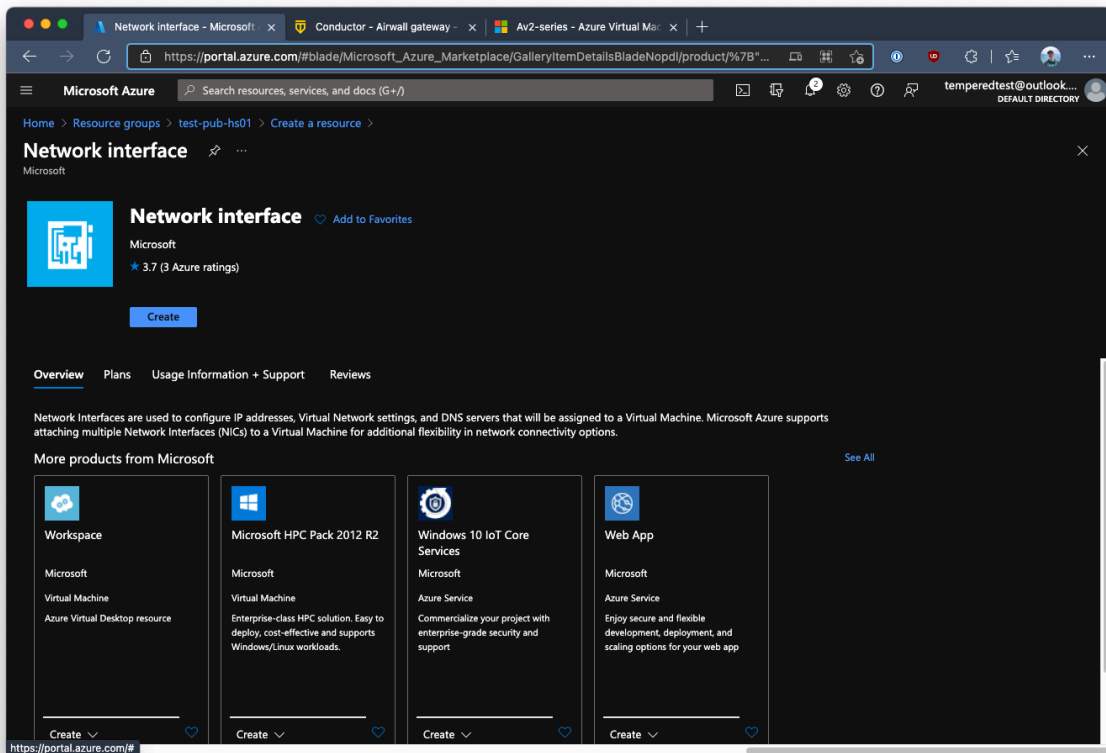 Network interface - Microsoft
Conductor - Airwall gateway -
Av2-series - Azure Virtual Mac
https://portal.azure.com/#blade/Microsoft_Azure_Marketplace/GalleryItemDetailsBladeNopdl/product/%7B"...
Microsoft Azure
Search resources, services, and docs (G+/)
2
temperedtest@outlook....
DEFAULT DIRECTORY
Home > Resource groups > test-pub-hs01 > Create a resource >
Network interface
...
Microsoft
Network interface
Add to Favorites
Microsoft
3.7 (3 Azure ratings)
Create
Overview Plans Usage Information + Support Reviews
Network Interfaces are used to configure IP addresses, Virtual Network settings, and DNS servers that will be assigned to a Virtual Machine. Microsoft Azure supports
attaching multiple Network Interfaces (NICs) to a Virtual Machine for additional flexibility in network connectivity options.
More products from Microsoft
See All
Workspace
Microsoft
Virtual Machine
Azure Virtual Desktop resource
Create
Microsoft HPC Pack 2012 R2
Microsoft
Virtual Machine
Enterprise-class HPC solution. Easy to
deploy, cost-effective and supports
Windows/Linux workloads.
Create
Windows 10 IoT Core
Services
Microsoft
Azure Service
Commercialize your project with
enterprise-grade security and
support
Create
Web App
Microsoft
Azure Service
Enjoy secure and flexible
development, deployment, and
scaling options for your web app
Create
https://portal.azure.com/#